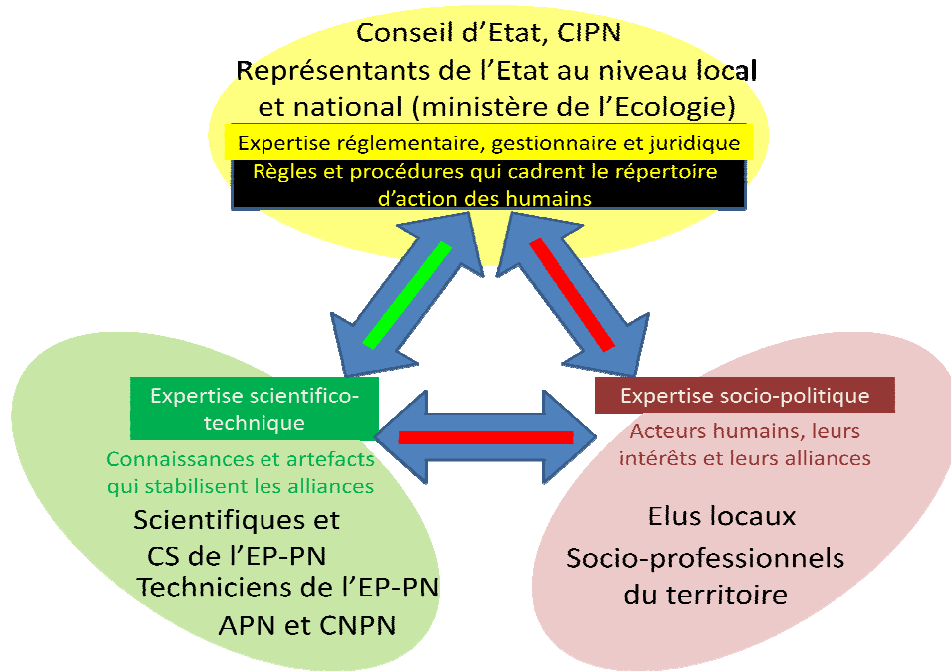 Conseil d'Etat, CIPN
Représentants de l'Etat au niveau local
et national (ministère de l'Ecologie)
Expertise réglementaire, gestionnaire et juridique
Règles et procédures qui cadrent le répertoire
d'action des humains
Expertise scientifico-
technique
Connaissances et artefacts
qui stabilisent les alliances
Scientifiques et
CS de l'EP-PN
Techniciens de l'EP-PN
APN et CNPN
Expertise socio-politique
Acteurs humains, leurs
intérêts et leurs alliances
Elus locaux
Socio-professionnels
du territoire